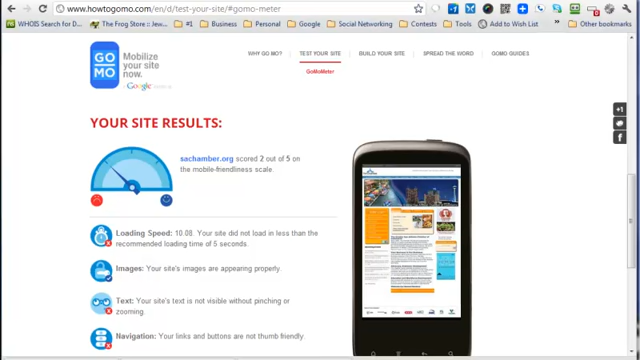 www.howtogomo.com/en/d/test-your-site/#gomo-meter
WHOIS Search for Do
The Frog Store :: Jew...
Business
Personal
Google
Social Networking
Contests
Tools
Add to Wish List
Other bookmarks
GO
MO
Mobilize
your site
now.
Google
WHY GO MO?
TEST YOUR SITE
BUILD YOUR SITE
SPREAD THE WORD
GOMO GUIDES
GoMoMeter
YOUR SITE RESULTS:
sachamber.org scored 2 out of 5 on
the mobile-friendliness scale.
Loading Speed: 10.08. Your site did not load in less than the
recommended loading time of 5 seconds.
Images: Your site's images are appearing properly.
Text: Your site's text is not visible without pinching or
zooming.
Navigation: Your links and buttons are not thumb friendly.
+1
f